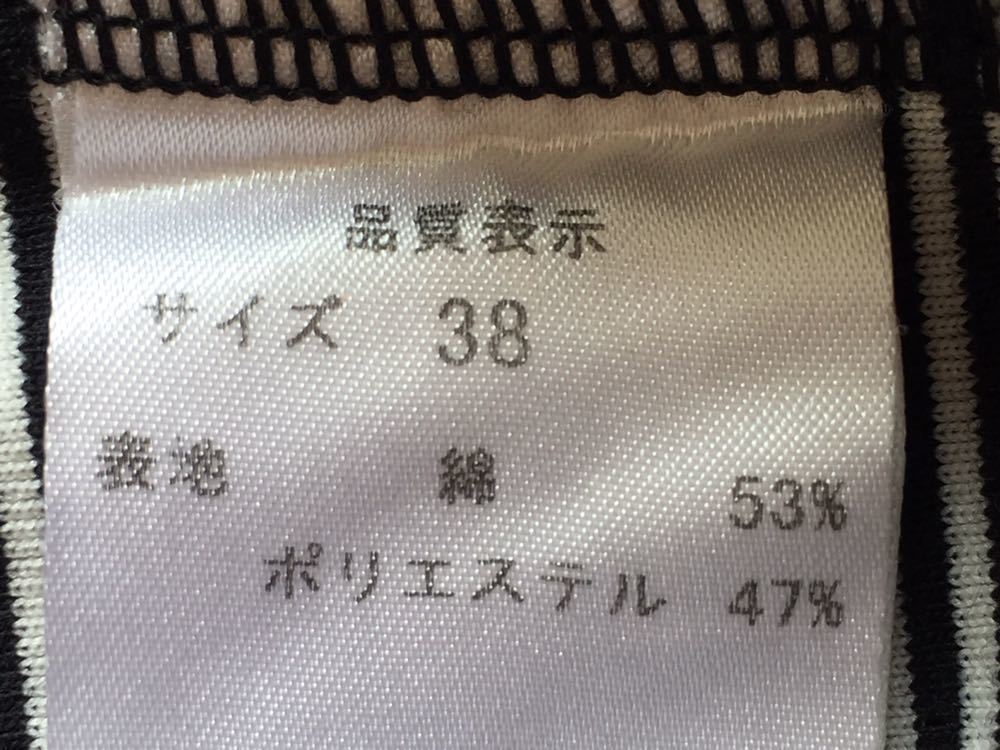 品質表示
サイズ 38
表地 綿 53%
ポリエステル 47%